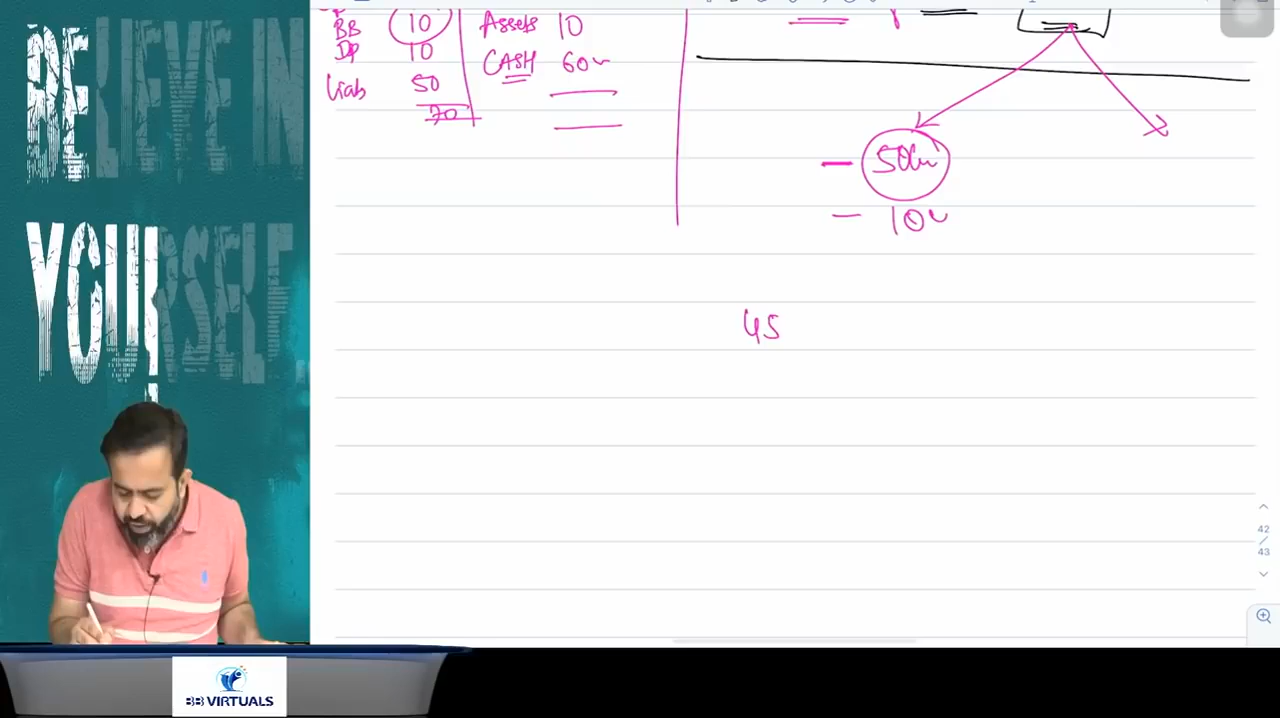 BELIEVE IN
YOURSELF.
BB 10
DP 10
Liab 50
70
Assets 10
CASH 60
50
- 10
45
42
/
43
BB VIRTUALS